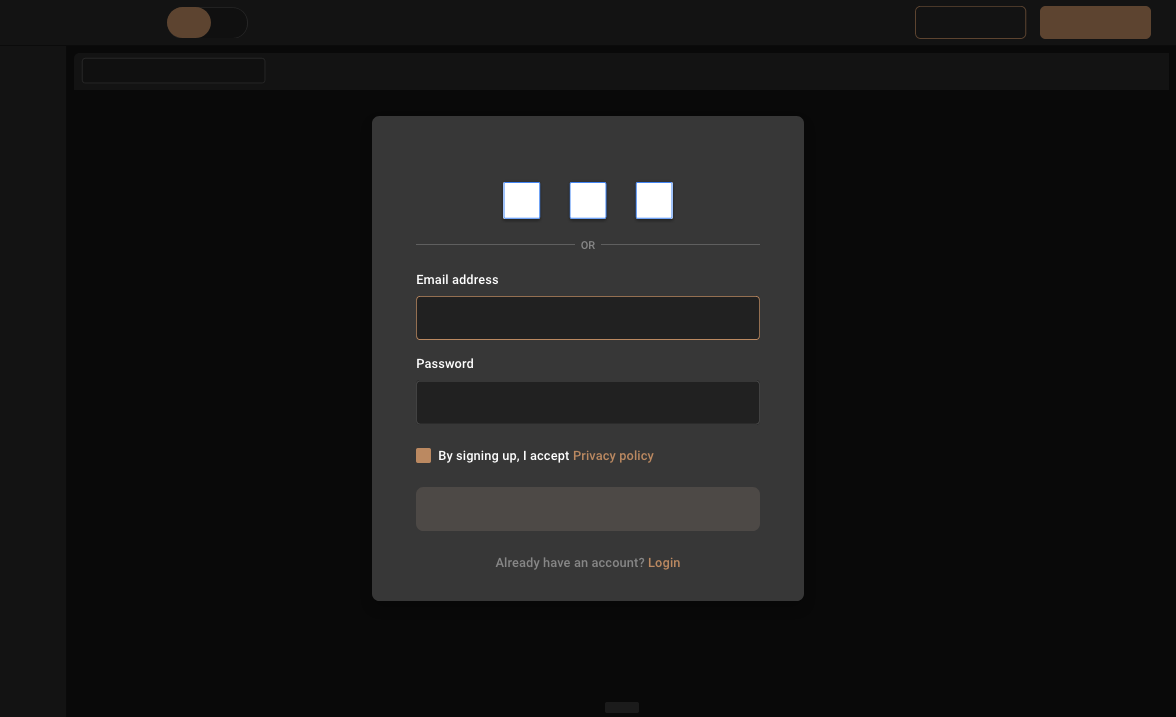 OR
Email address
Password
By signing up, I accept Privacy policy
Already have an account? Login